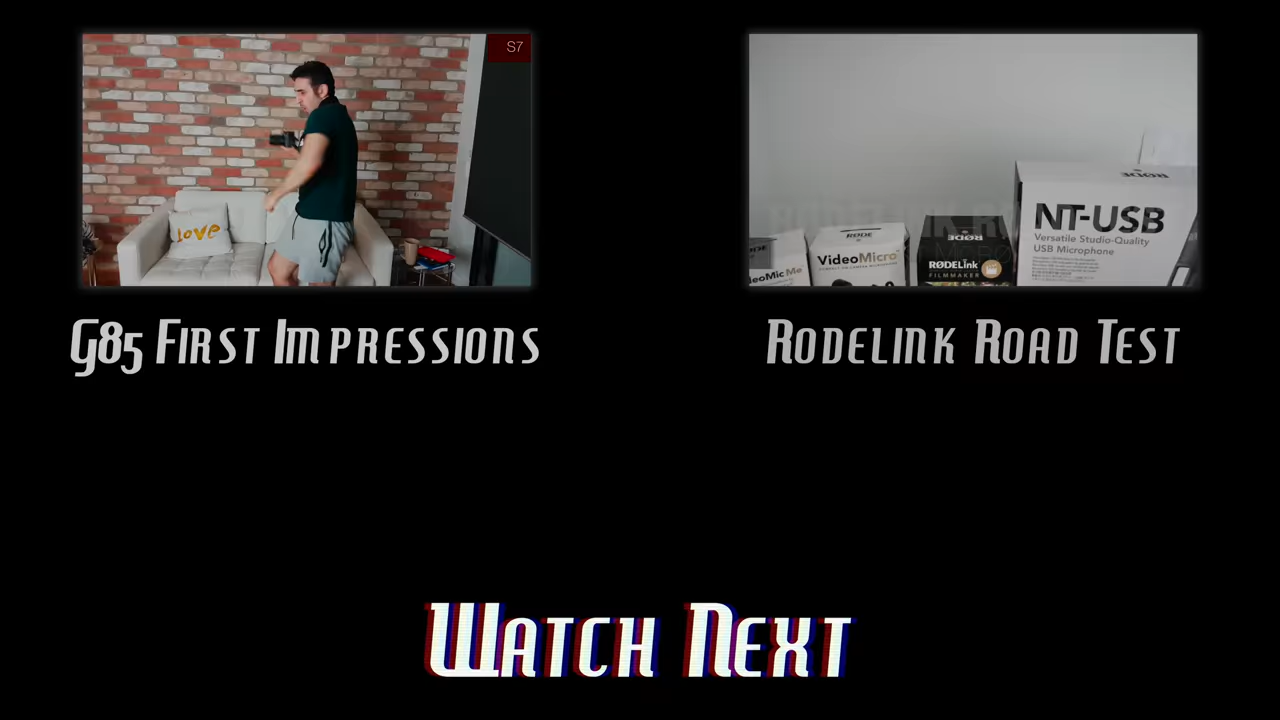 S7
love
NT-USB
Versatile Studio-Quality
USB Microphone
RØDE
VideoMicro
RØDE
RØDELink
FILMMAKER
G85 First Impressions
Rodelink Road Test
Watch Next